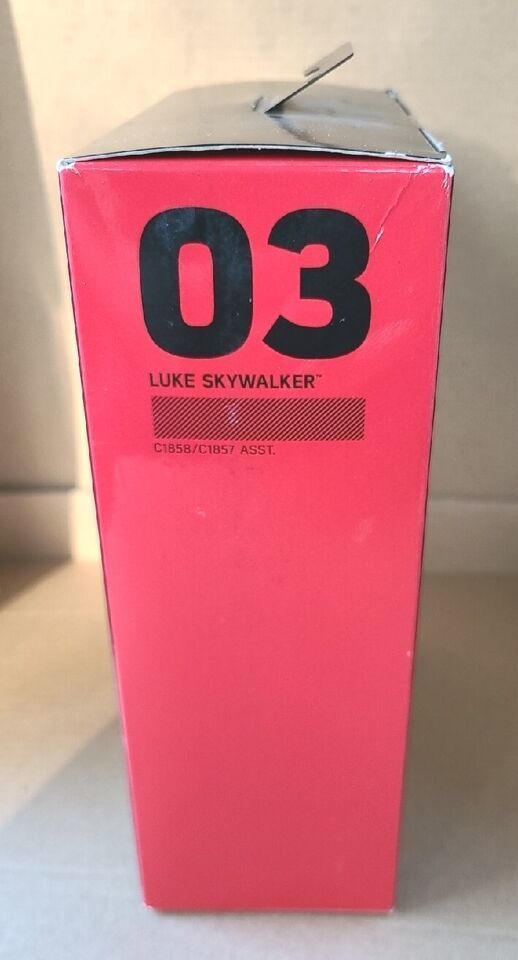 03
LUKE SKYWALKER™
C1858/C1857 ASST.